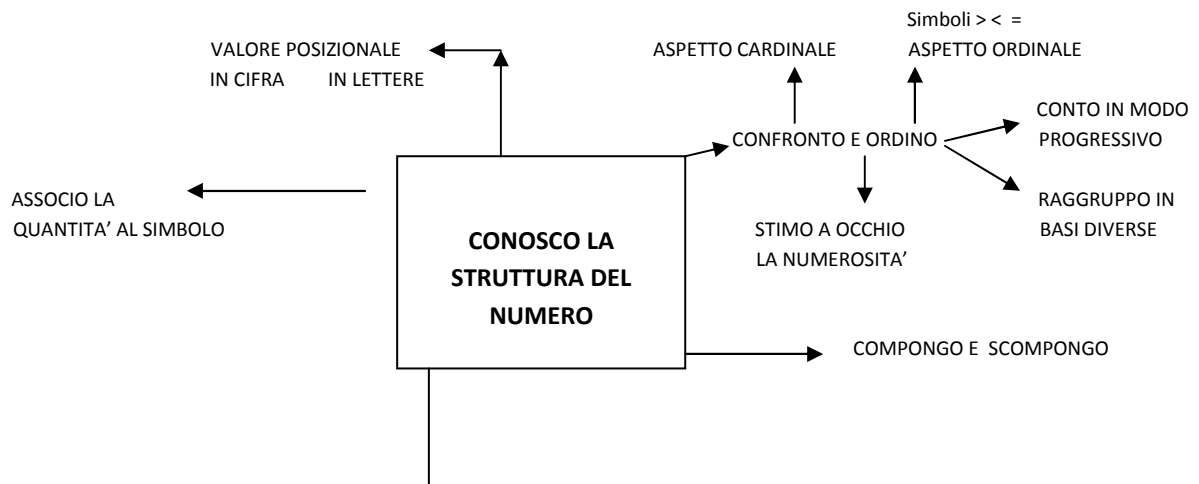 Simboli > < =
VALORE POSIZIONALE
IN CIFRA IN LETTERE
ASPETTO CARDINALE
ASPETTO ORDINALE
CONFRONTO E ORDINO
CONTO IN MODO
PROGRESSIVO
ASSOCIO LA
QUANTITA’ AL SIMBOLO
RAGGRUPPO IN
BASI DIVERSE
STIMO A OCCHIO
LA NUMEROSITA’
CONOSCO LA
STRUTTURA DEL
NUMERO
COMPONGO E SCOMPONGO